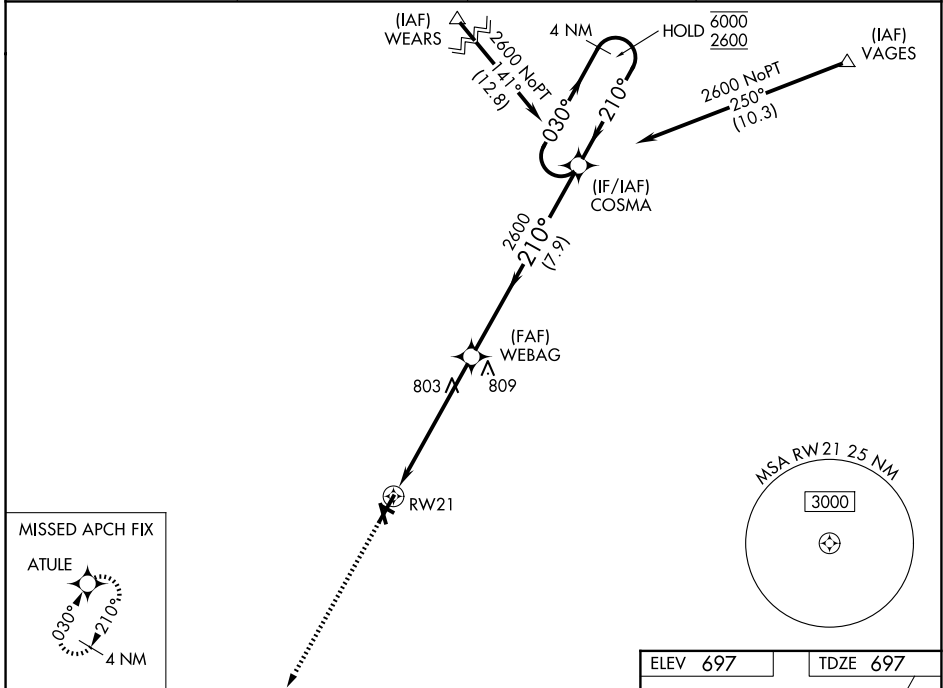 (IAF)
WEARS
2600 NoPT
141°
(12.8)
4 NM
HOLD
6000
2600
030°
210°
(IAF)
VAGES
2600 NoPT
250°
(10.3)
(IF/IAF)
COSMA
2600
210°
(7.9)
(FAF)
WEBAG
803
809
RW21
MSA RW21 25 NM
3000
MISSED APCH FIX
ATULE
030°
210°
4 NM
ELEV 697
TDZE 697